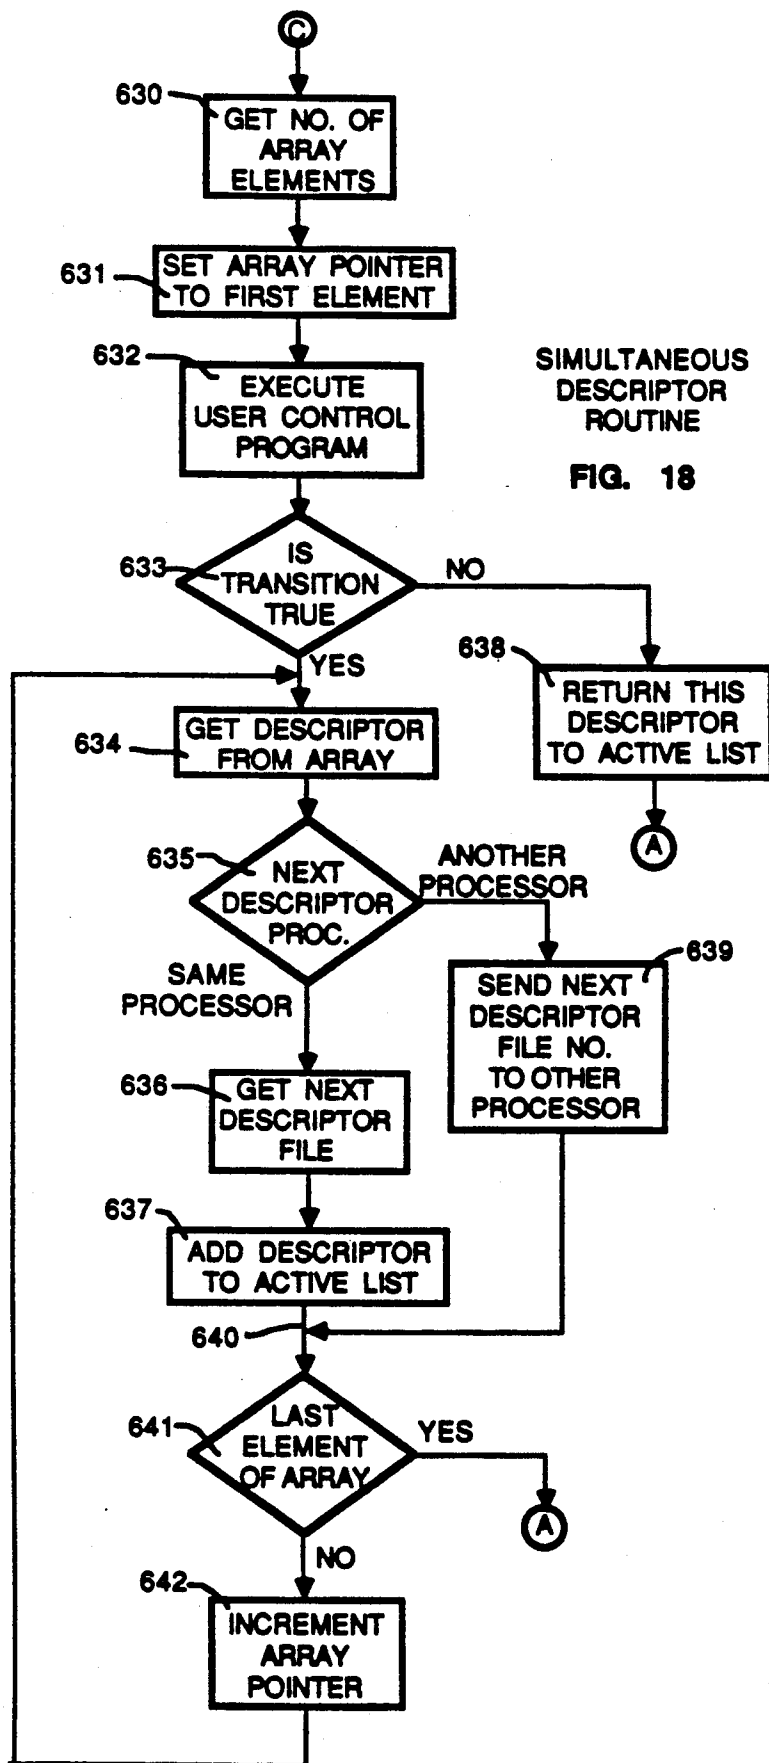 C
630
GET NO. OF
ARRAY
ELEMENTS
631
SET ARRAY POINTER
TO FIRST ELEMENT
632
EXECUTE
USER CONTROL
PROGRAM
SIMULTANEOUS
DESCRIPTOR
ROUTINE
FIG. 18
633
IS
TRANSITION
TRUE
NO
YES
638
RETURN THIS
DESCRIPTOR
TO ACTIVE LIST
A
634
GET DESCRIPTOR
FROM ARRAY
635
NEXT
DESCRIPTOR
PROC.
ANOTHER
PROCESSOR
SAME
PROCESSOR
639
SEND NEXT
DESCRIPTOR
FILE NO.
TO OTHER
PROCESSOR
636
GET NEXT
DESCRIPTOR
FILE
637
ADD DESCRIPTOR
TO ACTIVE LIST
640
641
LAST
ELEMENT
OF ARRAY
YES
A
NO
642
INCREMENT
ARRAY
POINTER